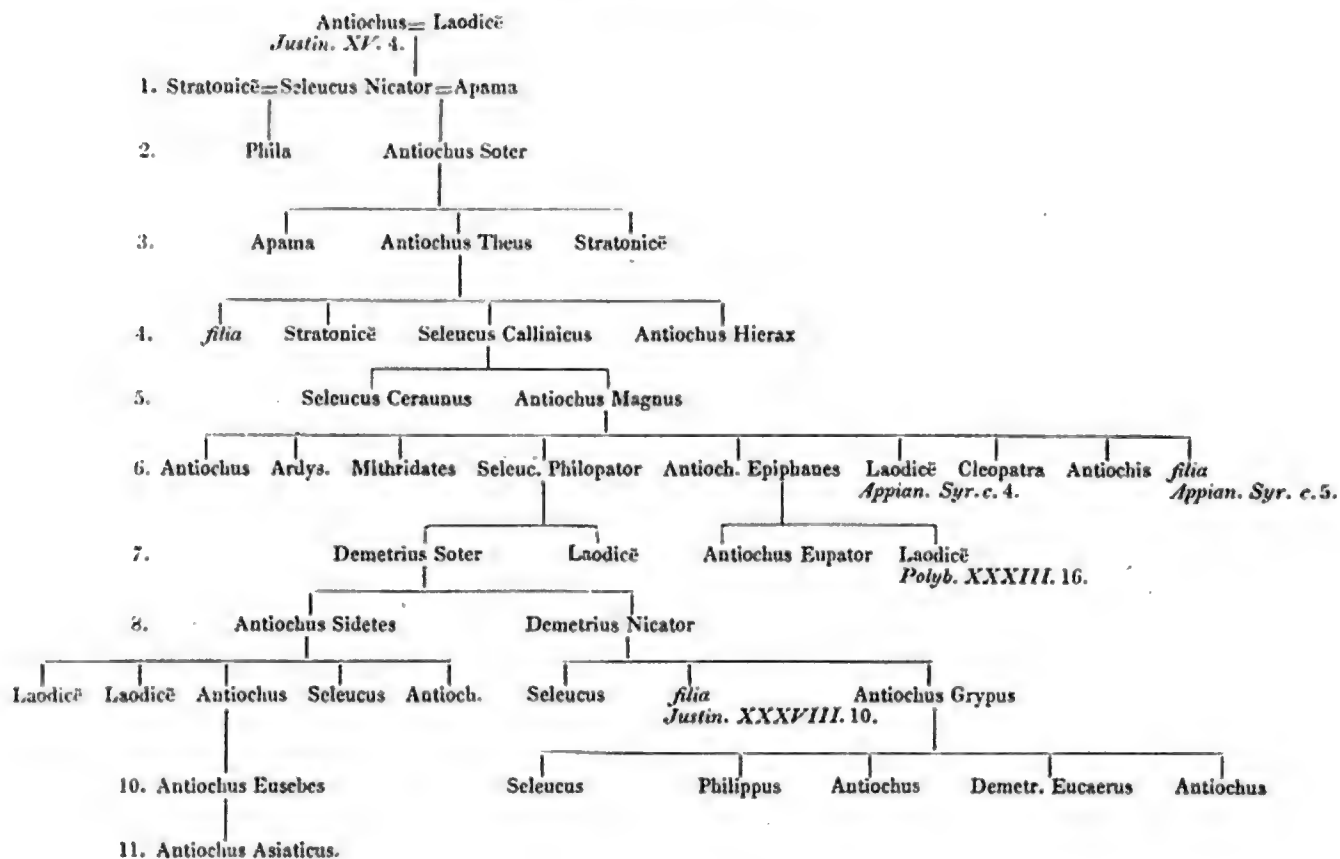 Antiochus = Laodicē
Justin. XV. 4.
1. Stratonicē=Seleucus Nicator=Apama
2. Phila Antiochus Soter
3. Apama Antiochus Theus Stratonicē
4. filia Stratonicē Seleucus Callinicus Antiochus Hierax
5. Seleucus Ceraunus Antiochus Magnus
6. Antiochus Ardys. Mithridates Seleuc. Philopator Antioch. Epiphanes Laodicē Cleopatra Antiochis filia
Appian. Syr. c. 4. Appian. Syr. c. 5.
7. Demetrius Soter Laodicē Antiochus Eupator Laodicē
Polyb. XXXIII. 16.
8. Antiochus Sidetes Demetrius Nicator
Laodicē Laodicē Antiochus Seleucus Antioch. Seleucus filia Antiochus Grypus
Justin. XXXVIII. 10.
10. Antiochus Eusebes Seleucus Philippus Antiochus Demetr. Eucaerus Antiochus
11. Antiochus Asiaticus.